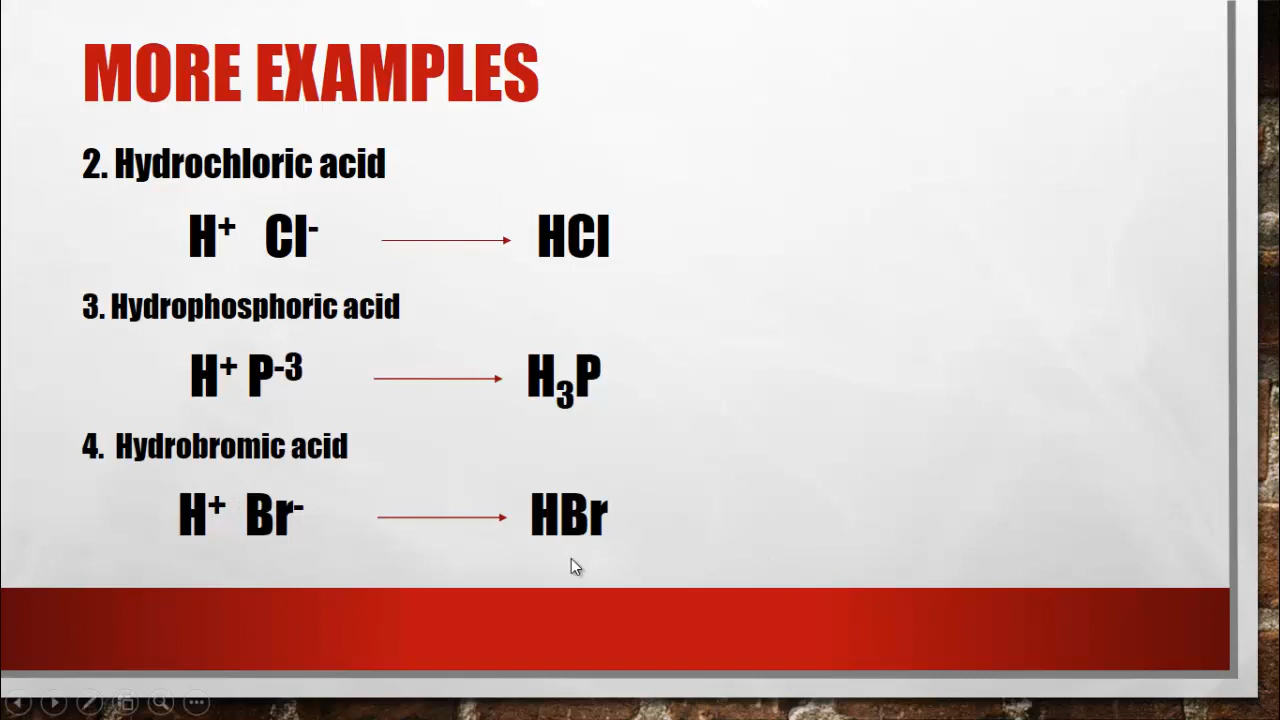 MORE EXAMPLES
2. Hydrochloric acid
H⁺ Cl⁻ → HCl
3. Hydrophosphoric acid
H⁺ P⁻³ → H₃P
4. Hydrobromic acid
H⁺ Br⁻ → HBr